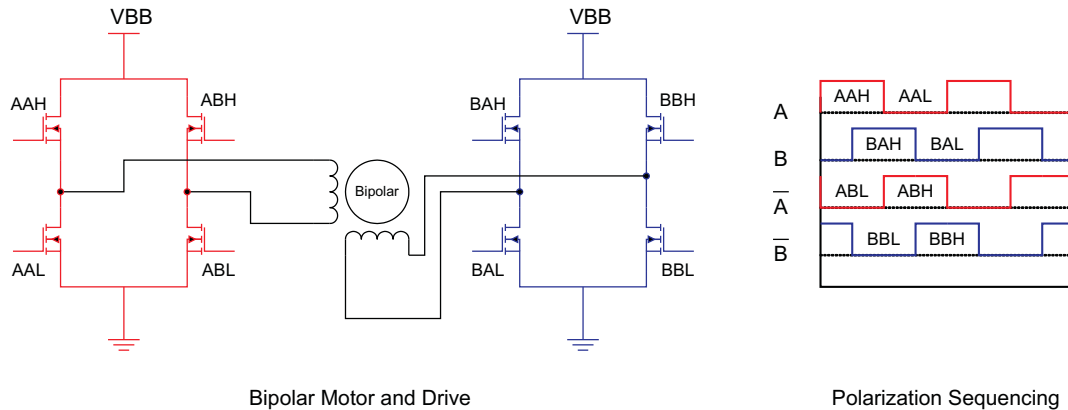 VBB
VBB
AAH
ABH
BAH
BBH
Bipolar
AAL
ABL
BAL
BBL
A
AAH
AAL
B
BAH
BAL
A̅
ABL
ABH
B̅
BBL
BBH
Bipolar Motor and Drive
Polarization Sequencing